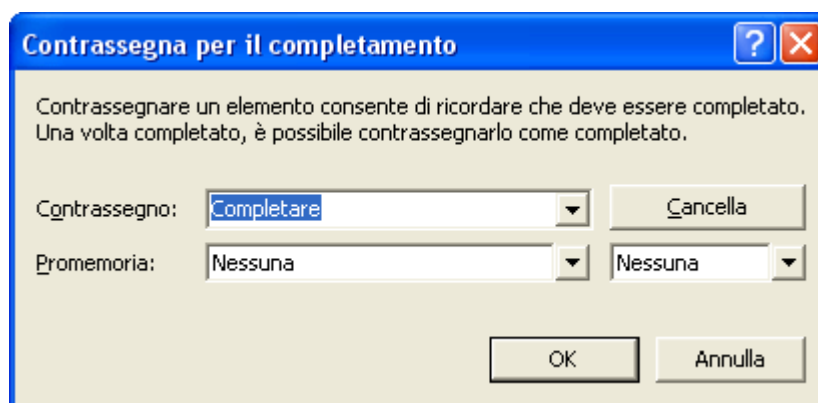 Contrassegna per il completamento
Contrassegnare un elemento consente di ricordare che deve essere completato.
Una volta completato, è possibile contrassegnarlo come completato.
Contrassegno: Completare Cancella
Promemoria: Nessuna Nessuna
OK Annulla